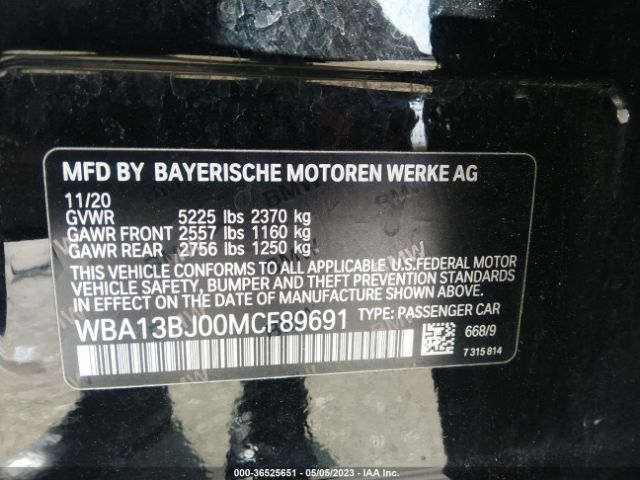 MFD BY BAYERISCHE MOTOREN WERKE AG
11/20
GVWR 5225 lbs 2370 kg
GAWR FRONT 2557 lbs 1160 kg
GAWR REAR 2756 lbs 1250 kg
THIS VEHICLE CONFORMS TO ALL APPLICABLE U.S.FEDERAL MOTOR
VEHICLE SAFETY, BUMPER AND THEFT PREVENTION STANDARDS
IN EFFECT ON THE DATE OF MANUFACTURE SHOWN ABOVE.
WBA13BJ00MCF89691 TYPE: PASSENGER CAR
668/9
7 315 814
000-36525651 - 05/05/2023 - IAA Inc.